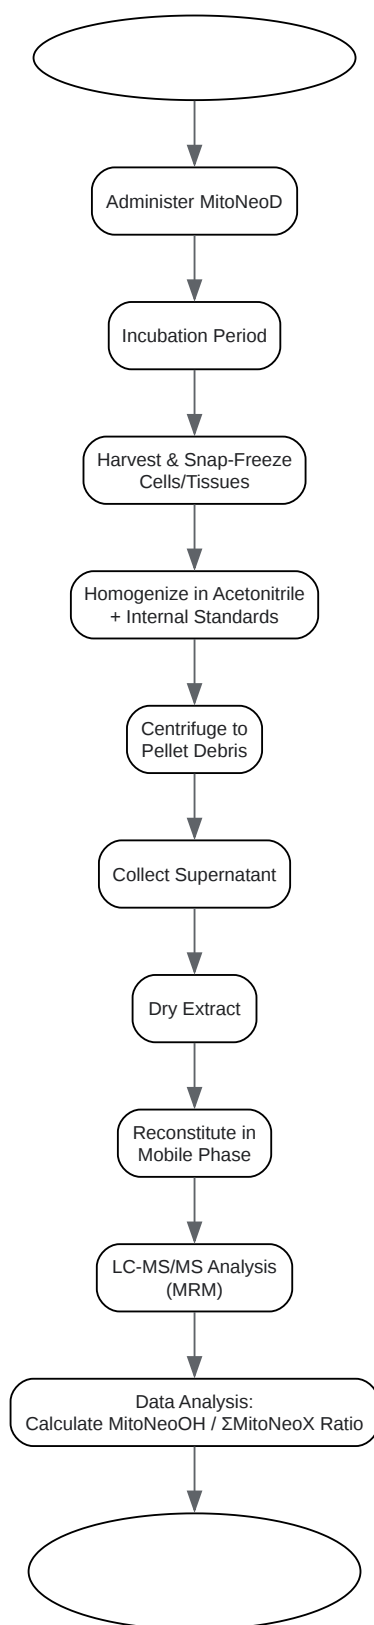 Administer MitoNeoD
Incubation Period
Harvest & Snap-Freeze
Cells/Tissues
Homogenize in Acetonitrile
+ Internal Standards
Centrifuge to
Pellet Debris
Collect Supernatant
Dry Extract
Reconstitute in
Mobile Phase
LC-MS/MS Analysis
(MRM)
Data Analysis:
Calculate MitoNeoOH / ΣMitoNeoX Ratio